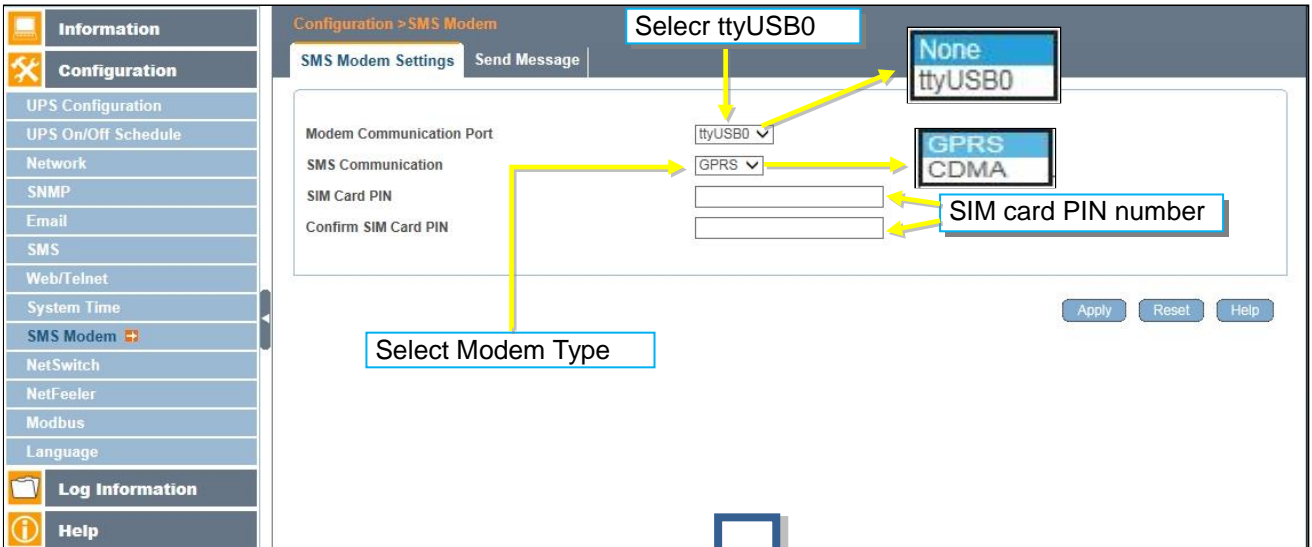 Information
Configuration
UPS Configuration
UPS On/Off Schedule
Network
SNMP
Email
SMS
Web/Telnet
System Time
SMS Modem
NetSwitch
NetFeeler
Modbus
Language
Log Information
Help
Configuration > SMS Modem
SMS Modem Settings Send Message
Selecr ttyUSB0
None
ttyUSB0
Modem Communication Port ttyUSB0
SMS Communication GPRS
GPRS
CDMA
SIM Card PIN
Confirm SIM Card PIN
SIM card PIN number
Apply Reset Help
Select Modem Type